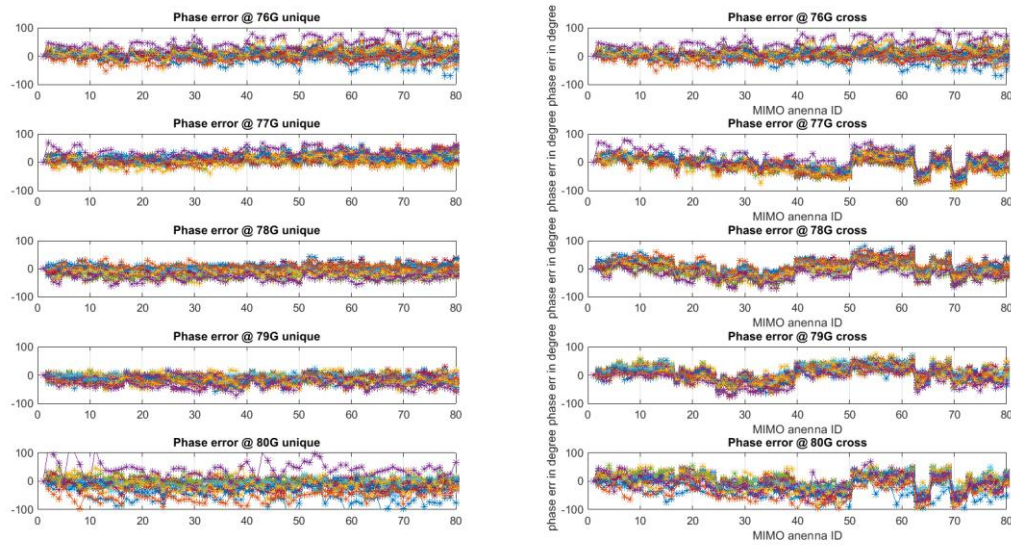 Phase error @ 76G unique
100
0
-100
0 10 20 30 40 50 60 70 80
Phase error @ 77G unique
100
0
-100
0 10 20 30 40 50 60 70 80
Phase error @ 78G unique
100
0
-100
0 10 20 30 40 50 60 70 80
Phase error @ 79G unique
100
0
-100
0 10 20 30 40 50 60 70 80
Phase error @ 80G unique
100
0
-100
0 10 20 30 40 50 60 70 80
Phase error @ 76G cross
phase err in degree
100
0
-100
0 10 20 30 40 50 60 70 80
MIMO anenna ID
Phase error @ 77G cross
phase err in degree
100
0
-100
0 10 20 30 40 50 60 70 80
MIMO anenna ID
Phase error @ 78G cross
phase err in degree
100
0
-100
0 10 20 30 40 50 60 70 80
MIMO anenna ID
Phase error @ 79G cross
phase err in degree
100
0
-100
0 10 20 30 40 50 60 70 80
MIMO anenna ID
Phase error @ 80G cross
phase err in degree
100
0
-100
0 10 20 30 40 50 60 70 80
MIMO anenna ID